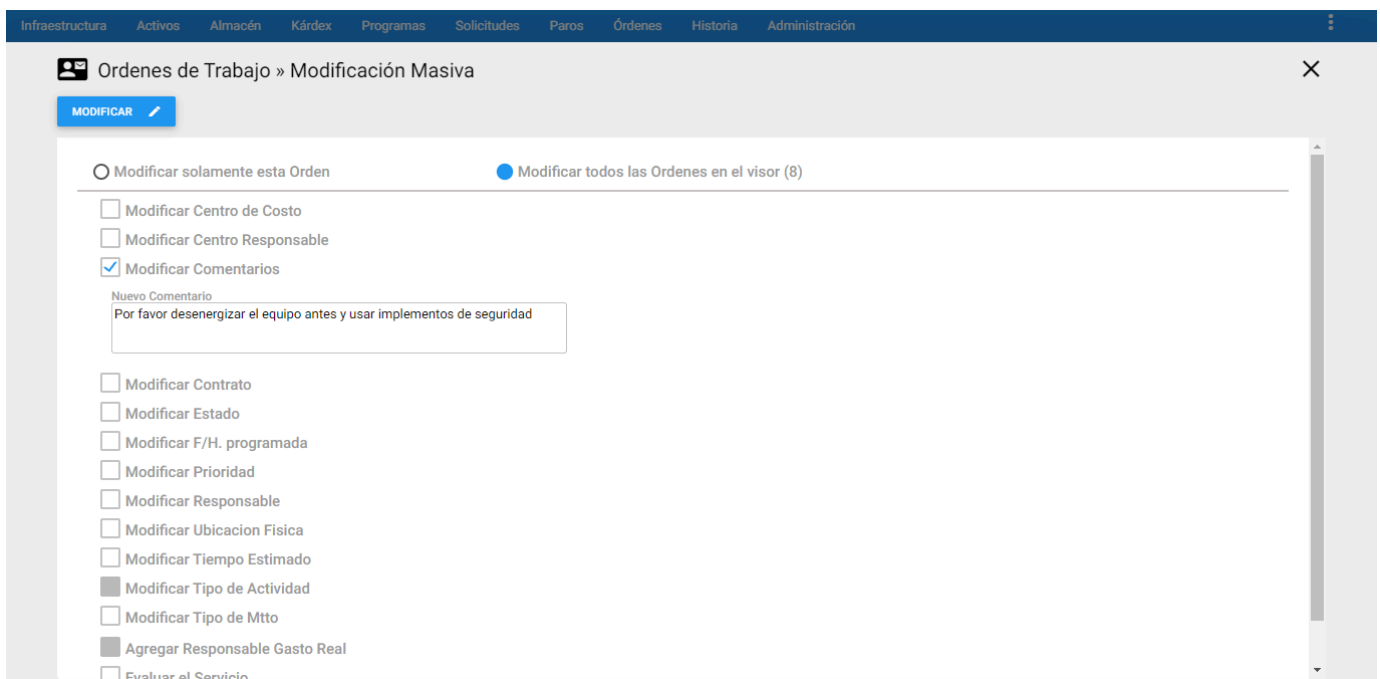 Infraestructura Activos Almacén Kárdex Programas Solicitudes Paros Órdenes Historia Administración
Ordenes de Trabajo » Modificación Masiva
MODIFICAR
Modificar solamente esta Orden Modificar todos las Ordenes en el visor (8)
Modificar Centro de Costo
Modificar Centro Responsable
Modificar Comentarios
Nuevo Comentario
Por favor desenergizar el equipo antes y usar implementos de seguridad
Modificar Contrato
Modificar Estado
Modificar F/H. programada
Modificar Prioridad
Modificar Responsable
Modificar Ubicacion Fisica
Modificar Tiempo Estimado
Modificar Tipo de Actividad
Modificar Tipo de Mtto
Agregar Responsable Gasto Real
Evaluar el Servicio